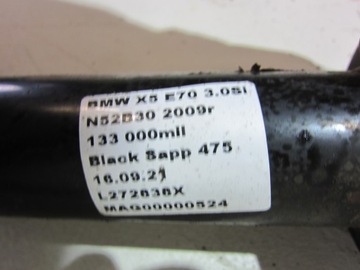 BMW X5 E70 3.0Si
N52B30 2009r
133 000mil
Black Sapp 475
16.09.21
L272838X
MAG00000524